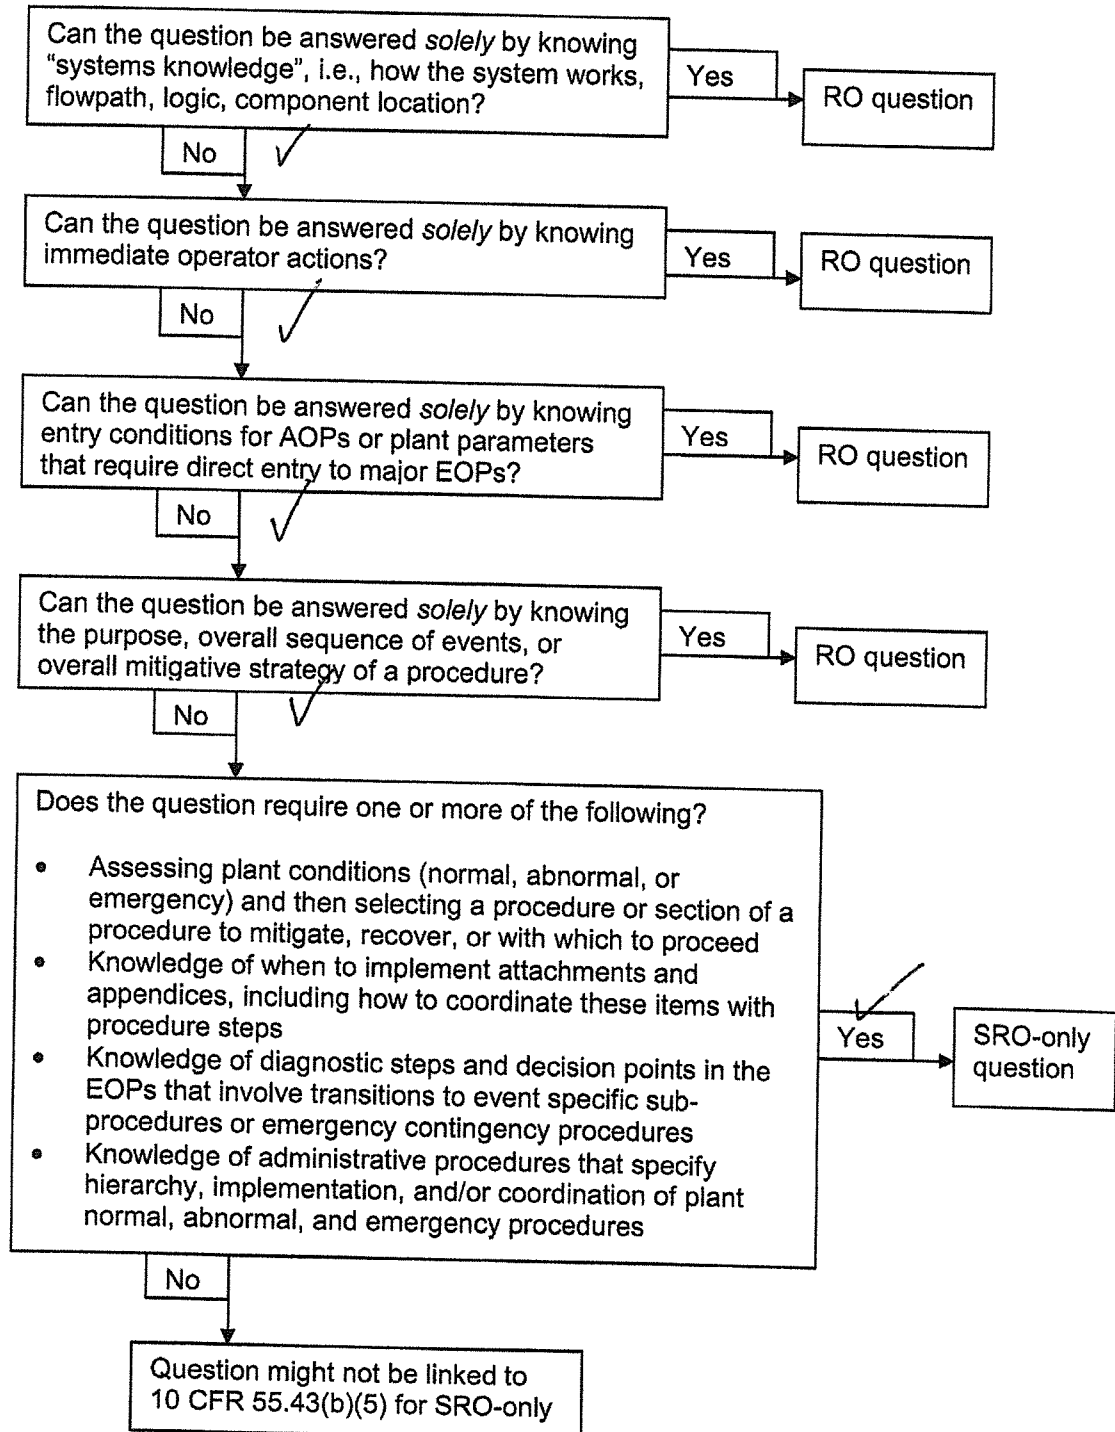 Can the question be answered solely by knowing
"systems knowledge", i.e., how the system works,
flowpath, logic, component location?
Yes
RO question
No
Can the question be answered solely by knowing
immediate operator actions?
Yes
RO question
No
Can the question be answered solely by knowing
entry conditions for AOPs or plant parameters
that require direct entry to major EOPs?
Yes
RO question
No
Can the question be answered solely by knowing
the purpose, overall sequence of events, or
overall mitigative strategy of a procedure?
Yes
RO question
No
Does the question require one or more of the following?
• Assessing plant conditions (normal, abnormal, or
emergency) and then selecting a procedure or section of a
procedure to mitigate, recover, or with which to proceed
• Knowledge of when to implement attachments and
appendices, including how to coordinate these items with
procedure steps
• Knowledge of diagnostic steps and decision points in the
EOPs that involve transitions to event specific sub-
procedures or emergency contingency procedures
• Knowledge of administrative procedures that specify
hierarchy, implementation, and/or coordination of plant
normal, abnormal, and emergency procedures
Yes
SRO-only
question
No
Question might not be linked to
10 CFR 55.43(b)(5) for SRO-only